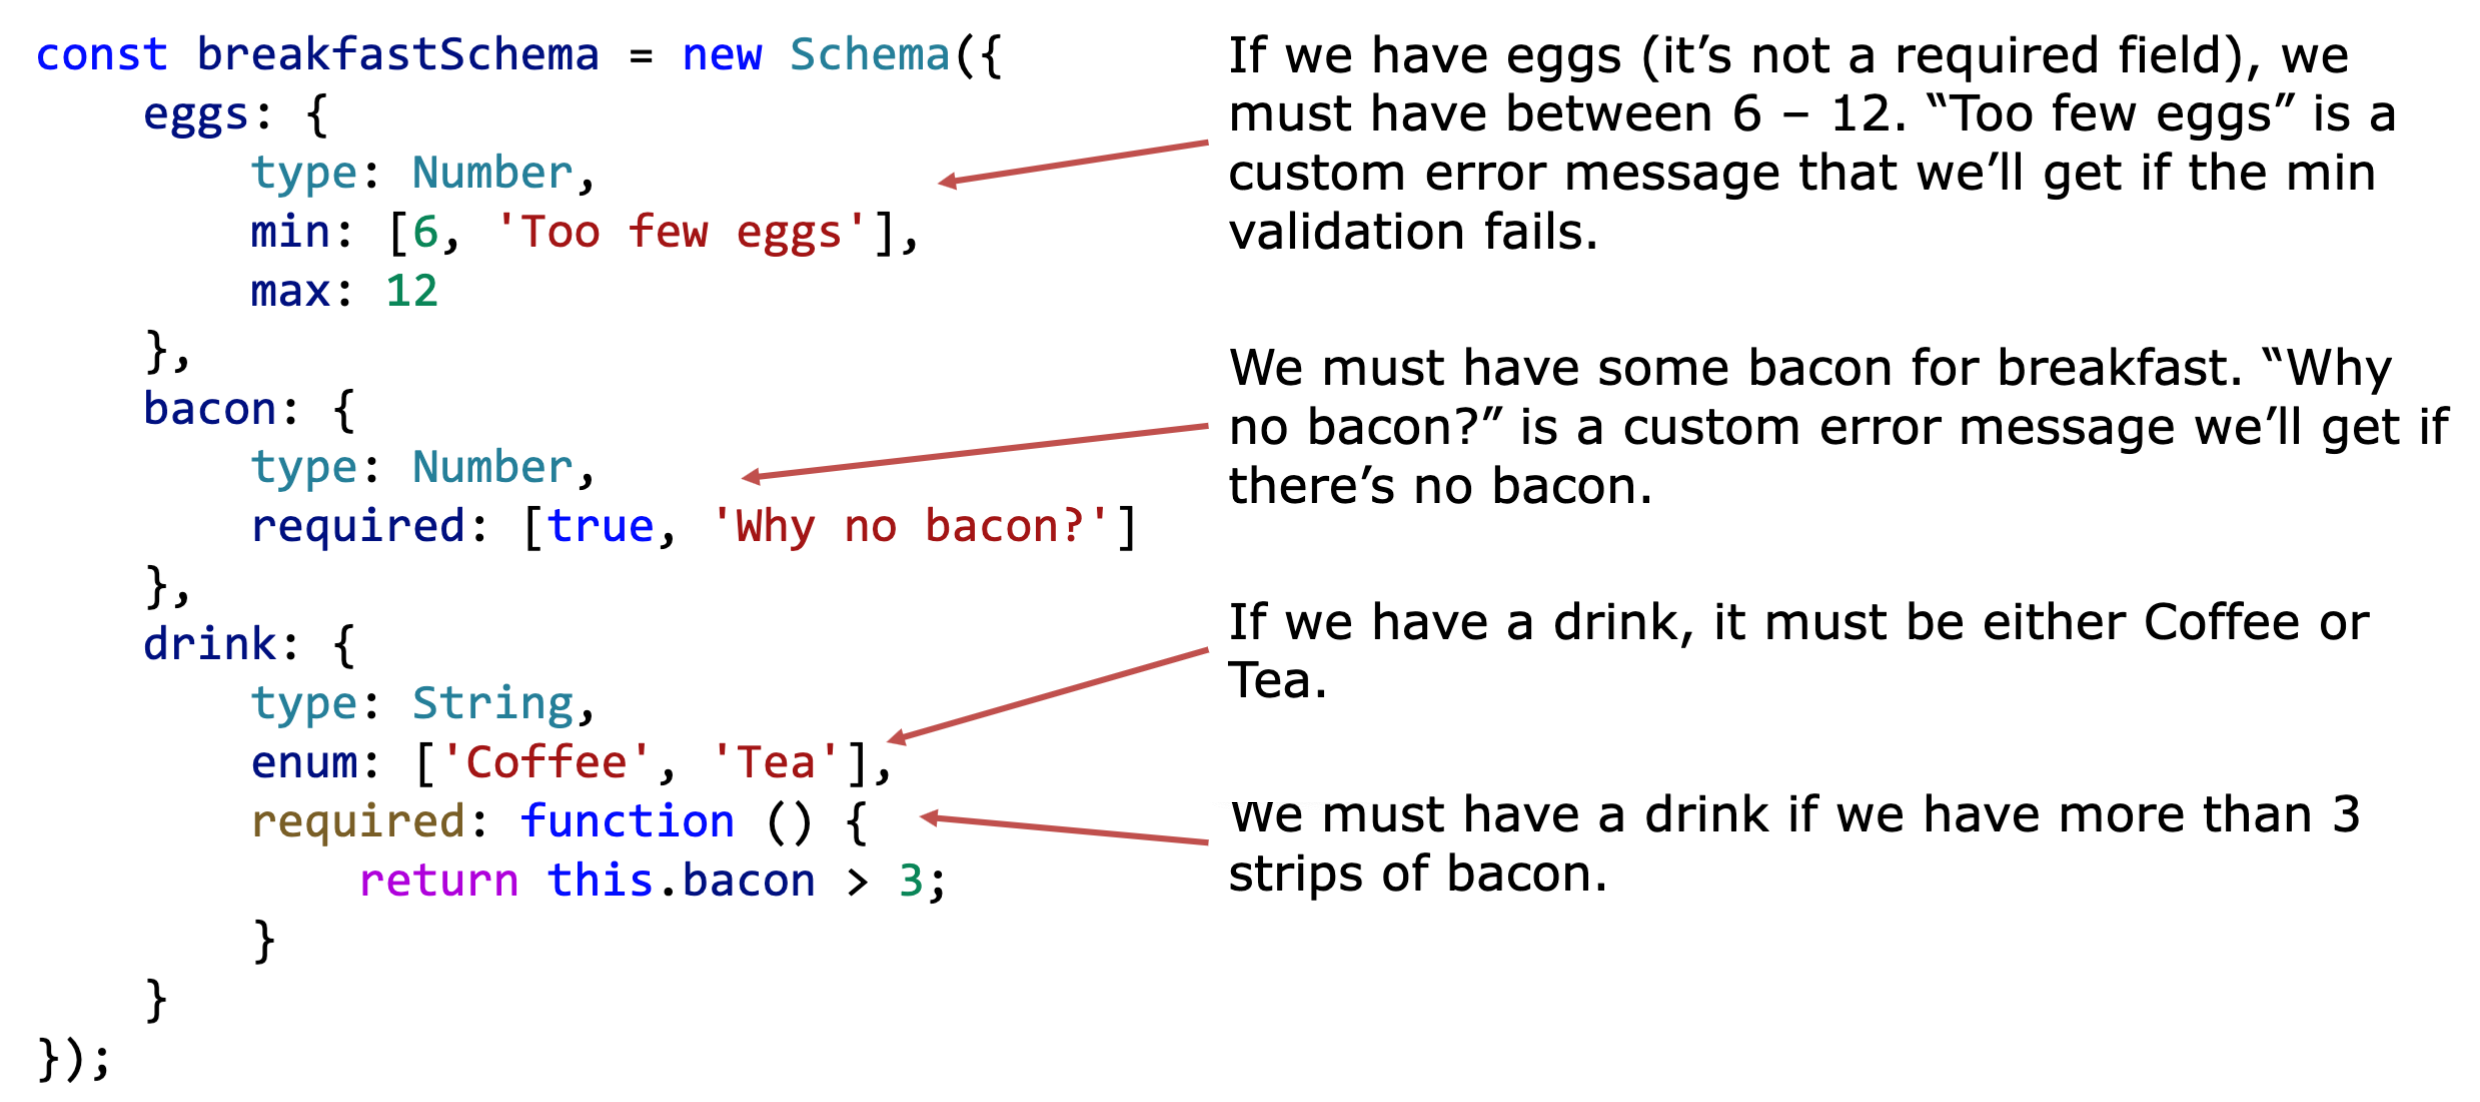 const breakfastSchema = new Schema({
    eggs: {
        type: Number,
        min: [6, 'Too few eggs'],
        max: 12
    },
    bacon: {
        type: Number,
        required: [true, 'Why no bacon?']
    },
    drink: {
        type: String,
        enum: ['Coffee', 'Tea'],
        required: function () {
            return this.bacon > 3;
        }
    }
});
If we have eggs (it’s not a required field), we
must have between 6 – 12. “Too few eggs” is a
custom error message that we’ll get if the min
validation fails.
We must have some bacon for breakfast. “Why
no bacon?” is a custom error message we’ll get if
there’s no bacon.
If we have a drink, it must be either Coffee or
Tea.
We must have a drink if we have more than 3
strips of bacon.